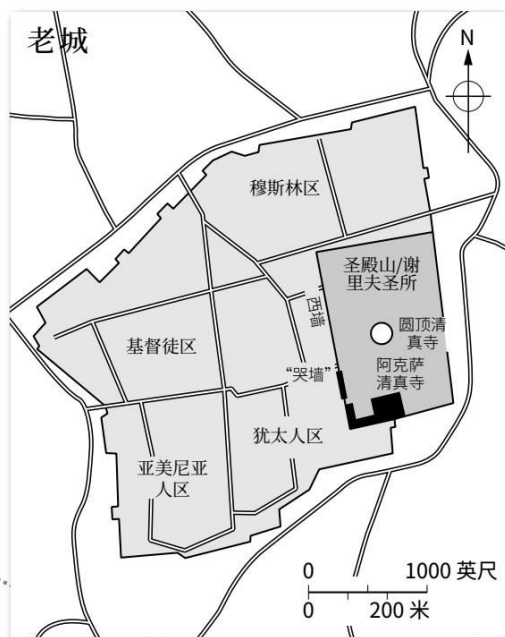 老城
N
穆斯林区
圣殿山/谢
里夫圣所
西墙
圆顶清
真寺
基督徒区
“哭墙”
阿克萨
清真寺
犹太人区
亚美尼亚
人区
0 1000 英尺
0 200 米